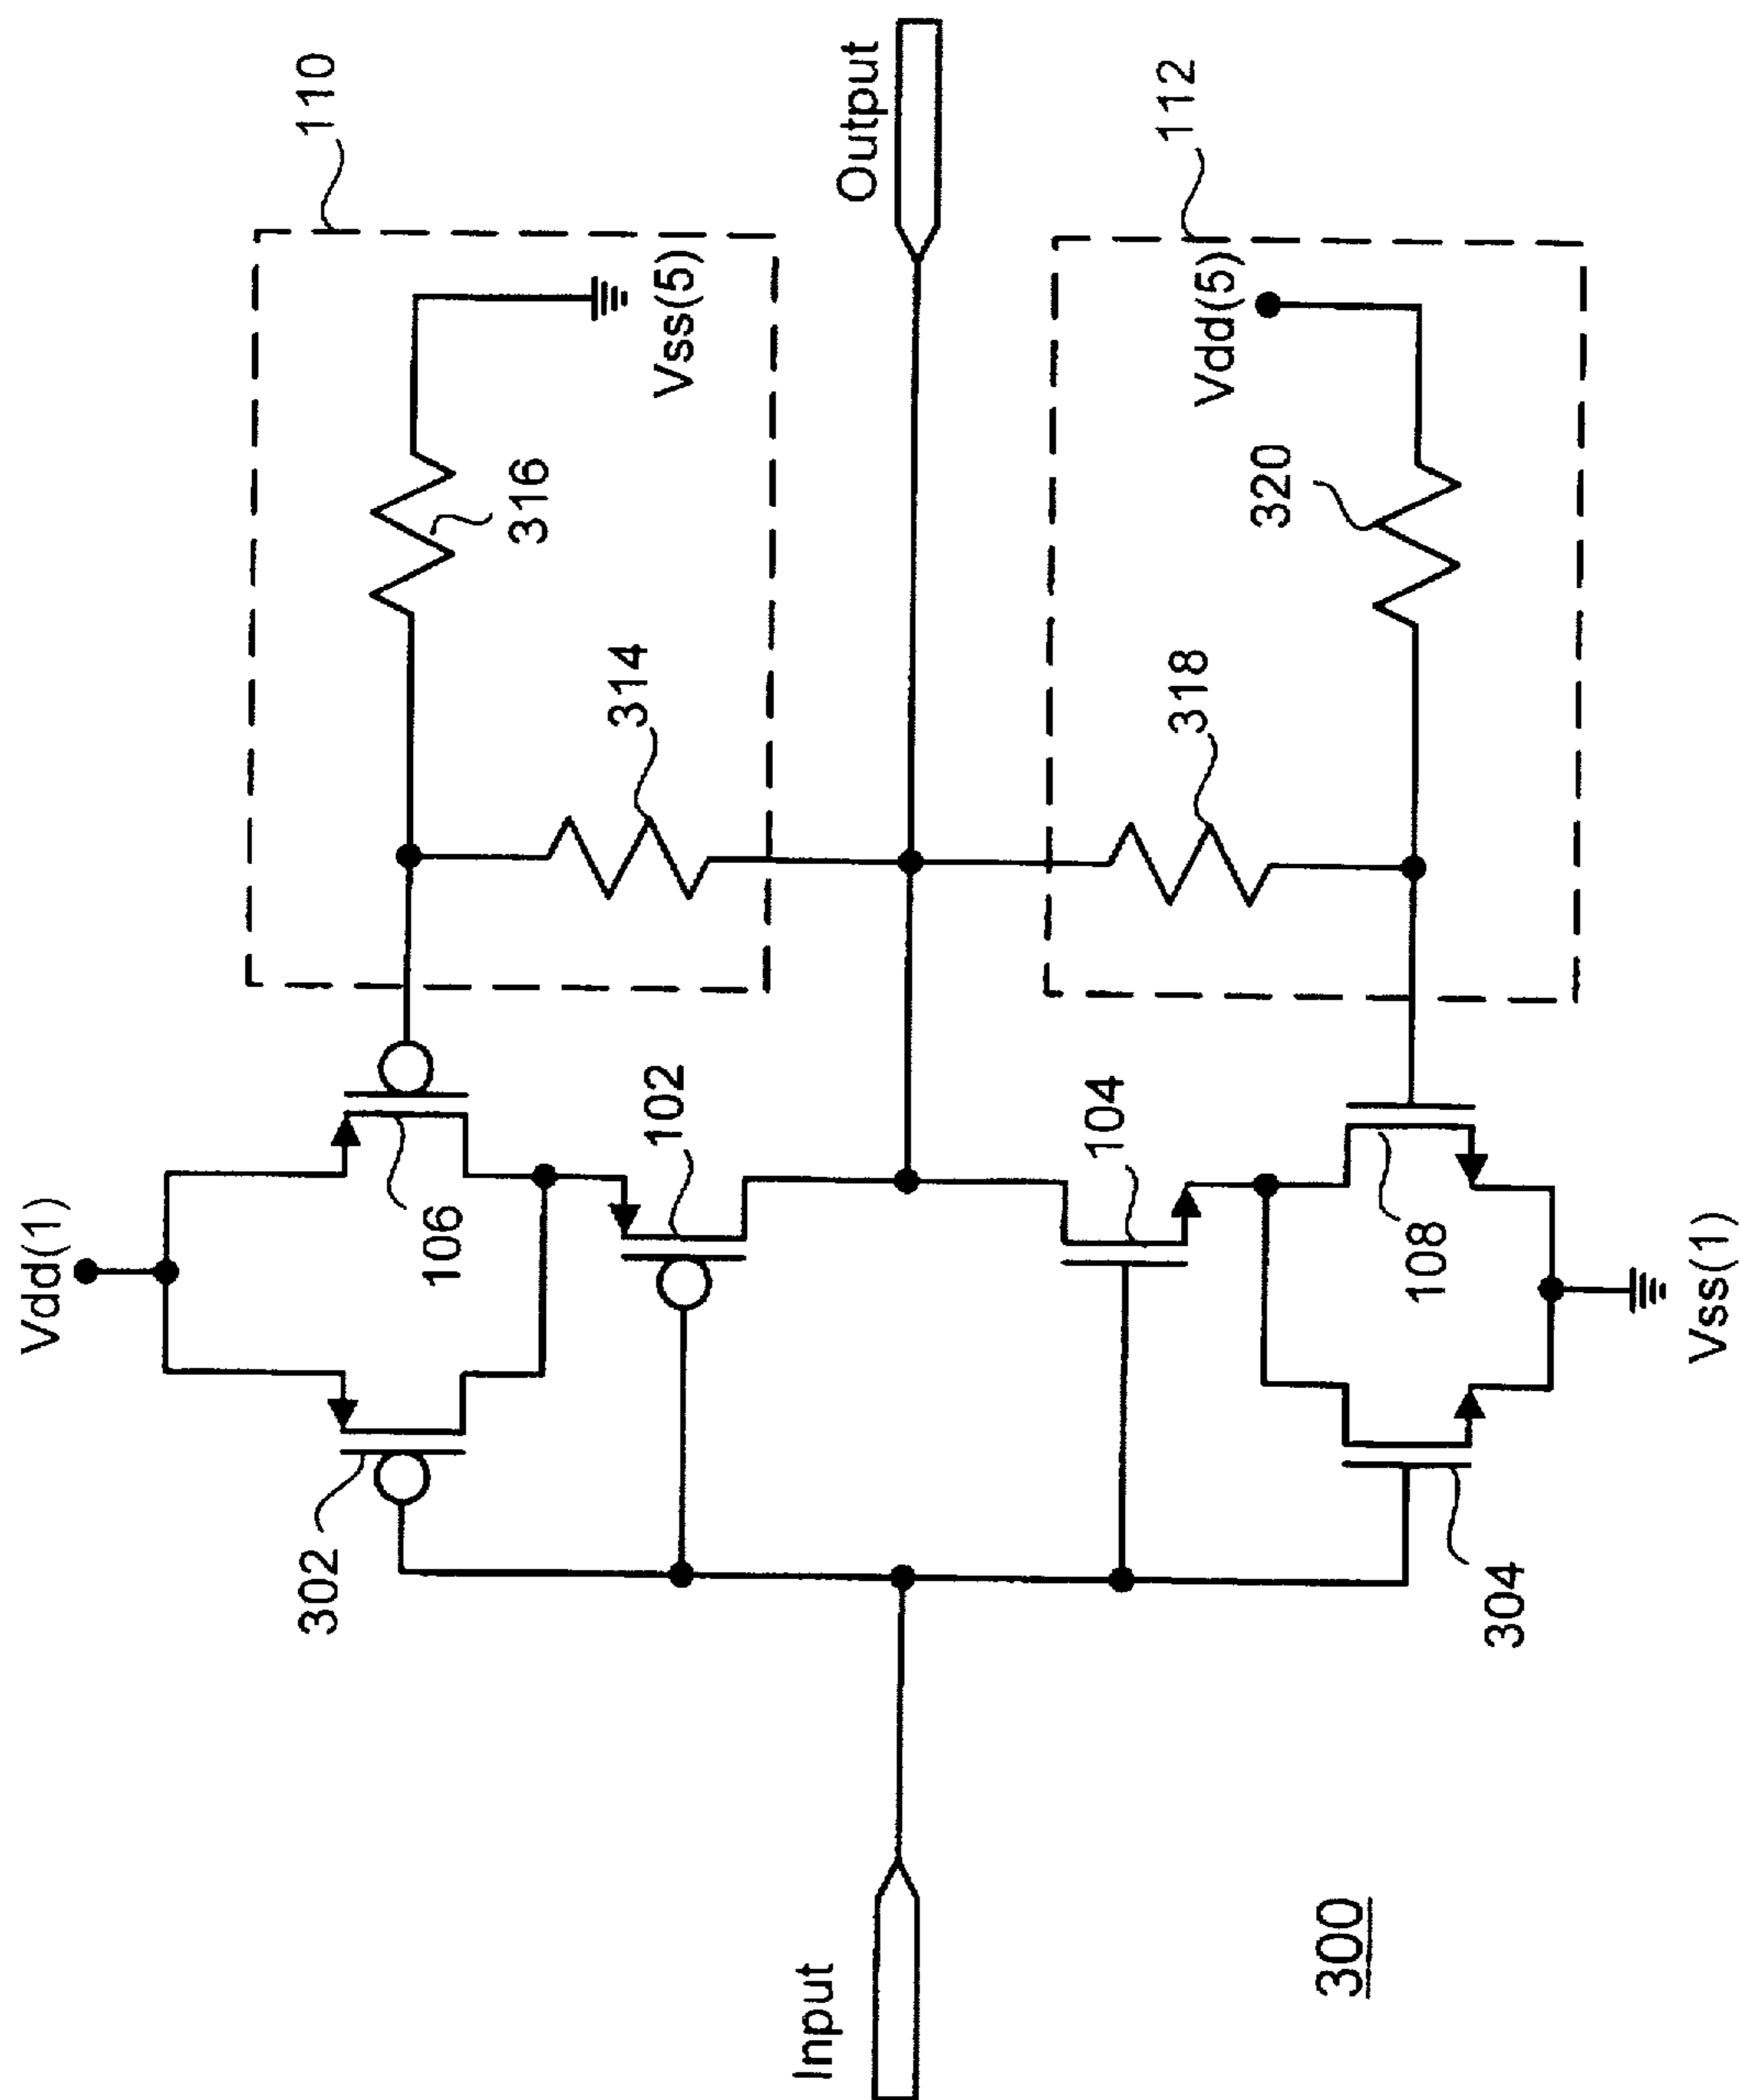 Vdd(1)
110
302
106
316
Vss(5)
314
102
Input
Output
104
318
112
Vdd(5)
320
304
108
Vss(1)
300